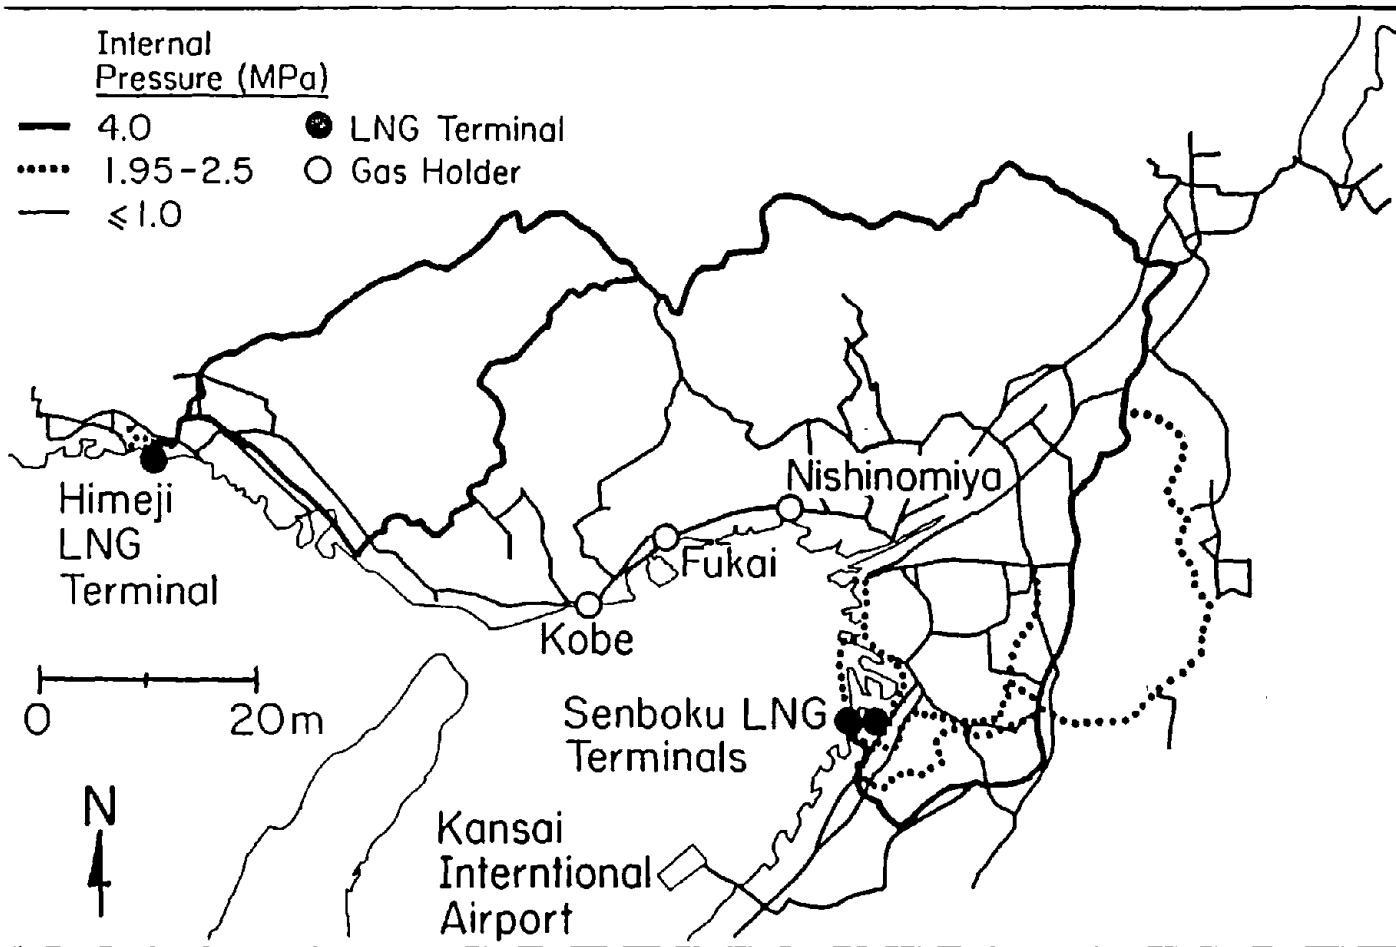 Internal
Pressure (MPa)
4.0
LNG Terminal
1.95-2.5
Gas Holder
≤1.0
Nishinomiya
Himeji
LNG
Terminal
Fukai
Kobe
0 20m
Senboku LNG
Terminals
N
Kansai
Interntional
Airport